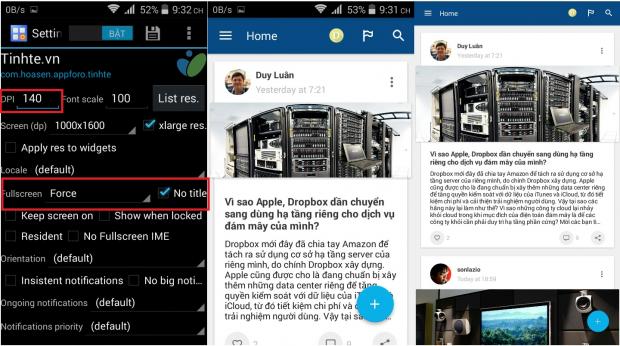 0B/s 52% 9:32 CH
Settin BẬT
Tinhte.vn
com.hoasen.appforo.tinhte
DPI 140 Font scale 100 List res.
Screen (dp) 1000x1600 xlarge res.
Apply res to widgets
Locale (default)
Fullscreen Force No title
Keep screen on Show when locked
Resident No Fullscreen IME
Orientation (default)
Insistent notifications No big noti...
Ongoing notifications (default)
Notifications priority (default)
0B/s 53% 9:31 CH
Home D
Duy Luân
Yesterday at 7:21
Vì sao Apple, Dropbox dần chuyển
sang dùng hạ tầng riêng cho dịch vụ
đám mây của mình?
Dropbox mới đây đã chia tay Amazon để
tách ra sử dụng cơ sở hạ tầng server của
riêng mình, do chính Dropbox xây dựng.
Apple cũng được cho là đang chuẩn bị xây
thêm những data center riêng để tăng
quyền kiểm soát với dữ liệu của iT
iCloud, từ đó tiết kiệm chi phí và c
trải nghiệm người dùng. Vậy tại sao
2 9
Home D
Duy Luân
Yesterday at 7:21
Vì sao Apple, Dropbox dần chuyển sang dùng hạ tầng riêng cho dịch vụ
đám mây của mình?
Dropbox mới đây đã chia tay Amazon để tách ra sử dụng cơ sở hạ
tầng server của riêng mình, do chính Dropbox xây dựng. Apple
cũng được cho là đang chuẩn bị xây thêm những data center riêng
để tăng quyền kiểm soát với dữ liệu của iTunes và iCloud, từ đó tiết
kiệm chi phí và cải thiện trải nghiệm người dùng. Vậy tại sao các
hãng này lại làm như thế? Vì sao những công ty cloud lại nhảy
khỏi cloud trong khi mục đích của điện toán đám mây là để các
công ty khỏi cần phải duy trì hạ tầng phần cứng? Mời các bạn ti...
2 9
sonlazio
Today at 18:59